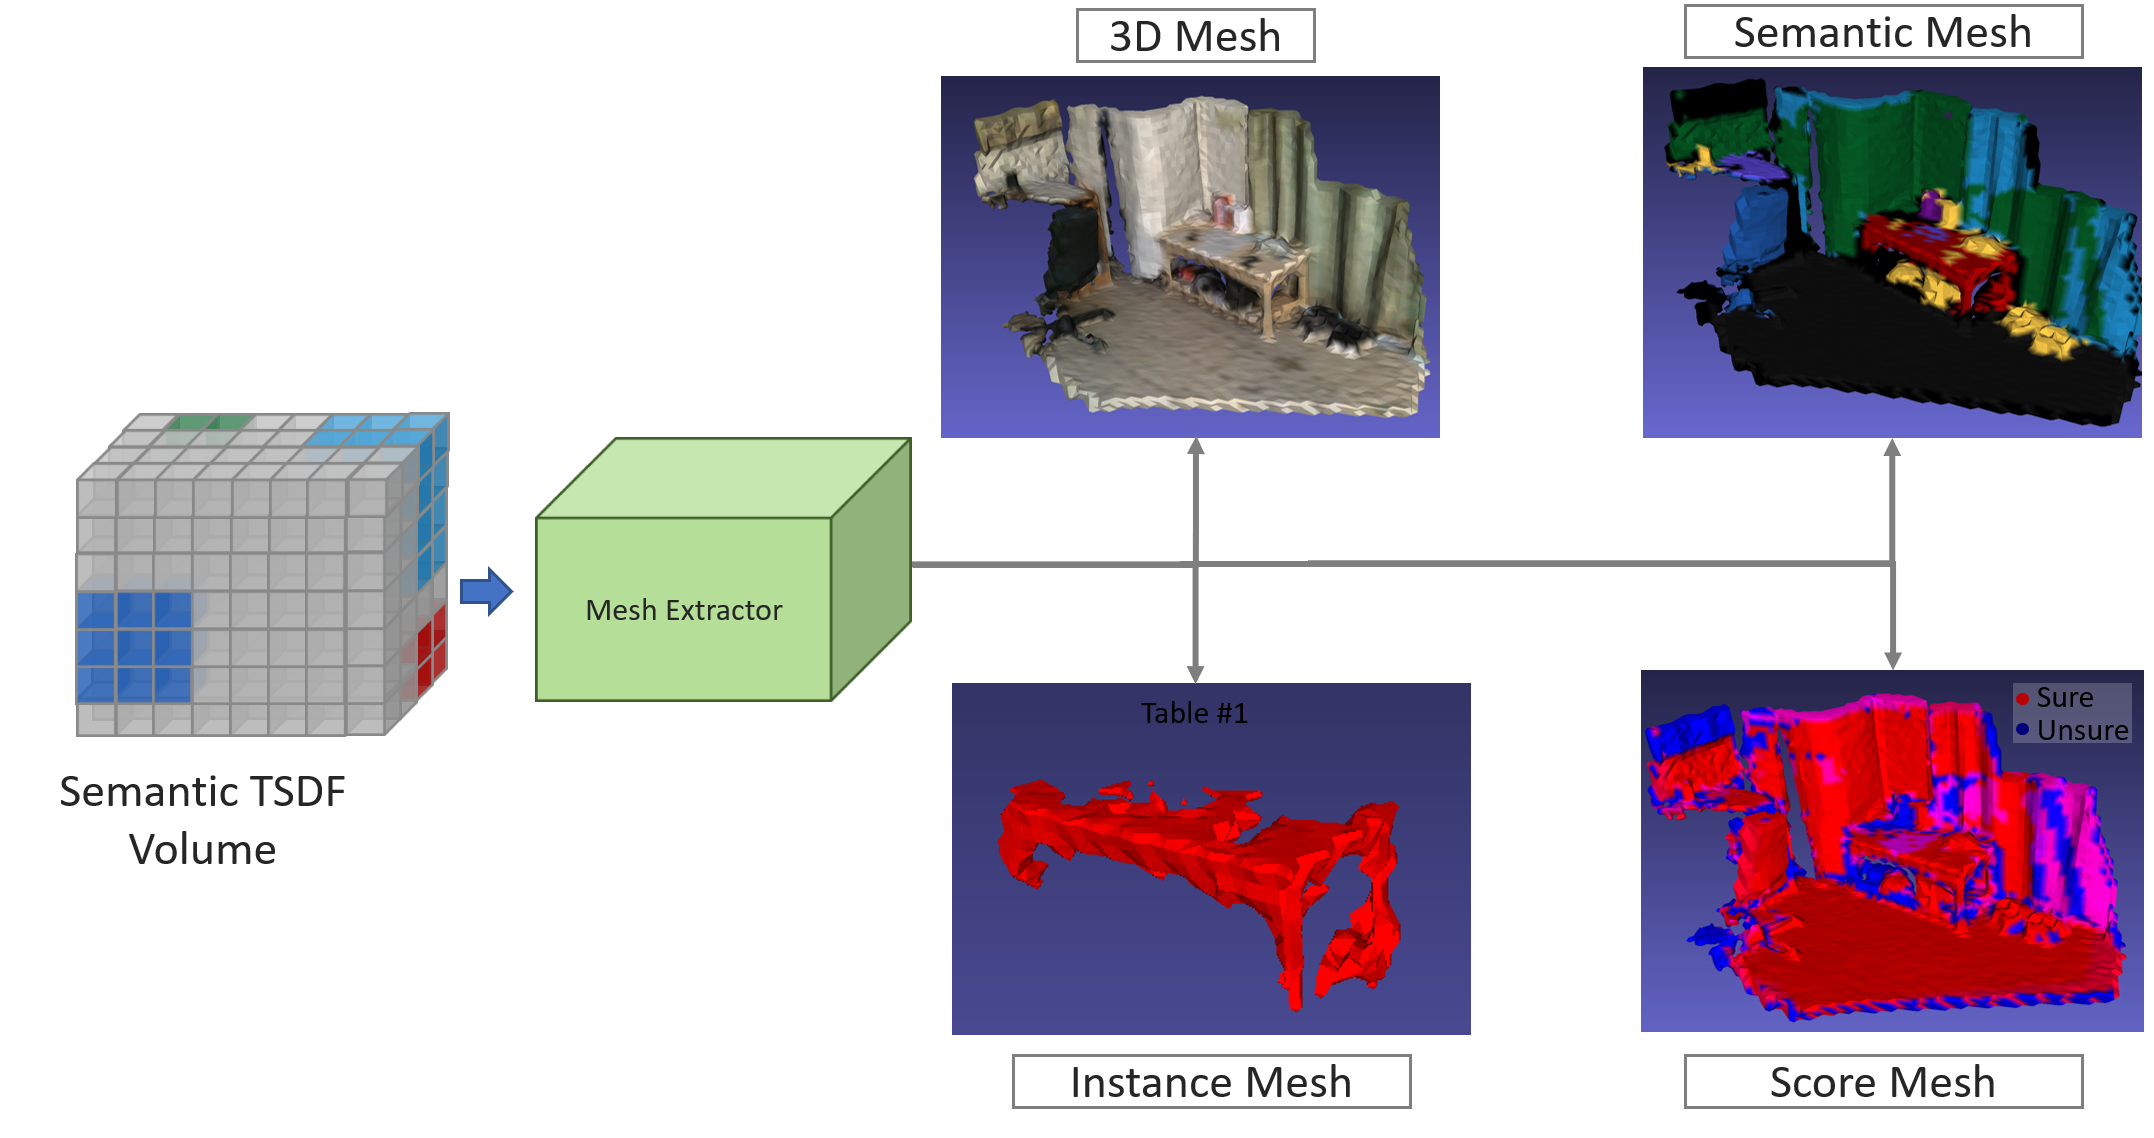 3D Mesh
Semantic Mesh
Mesh Extractor
Semantic TSDF
Volume
Table #1
Sure
Unsure
Instance Mesh
Score Mesh